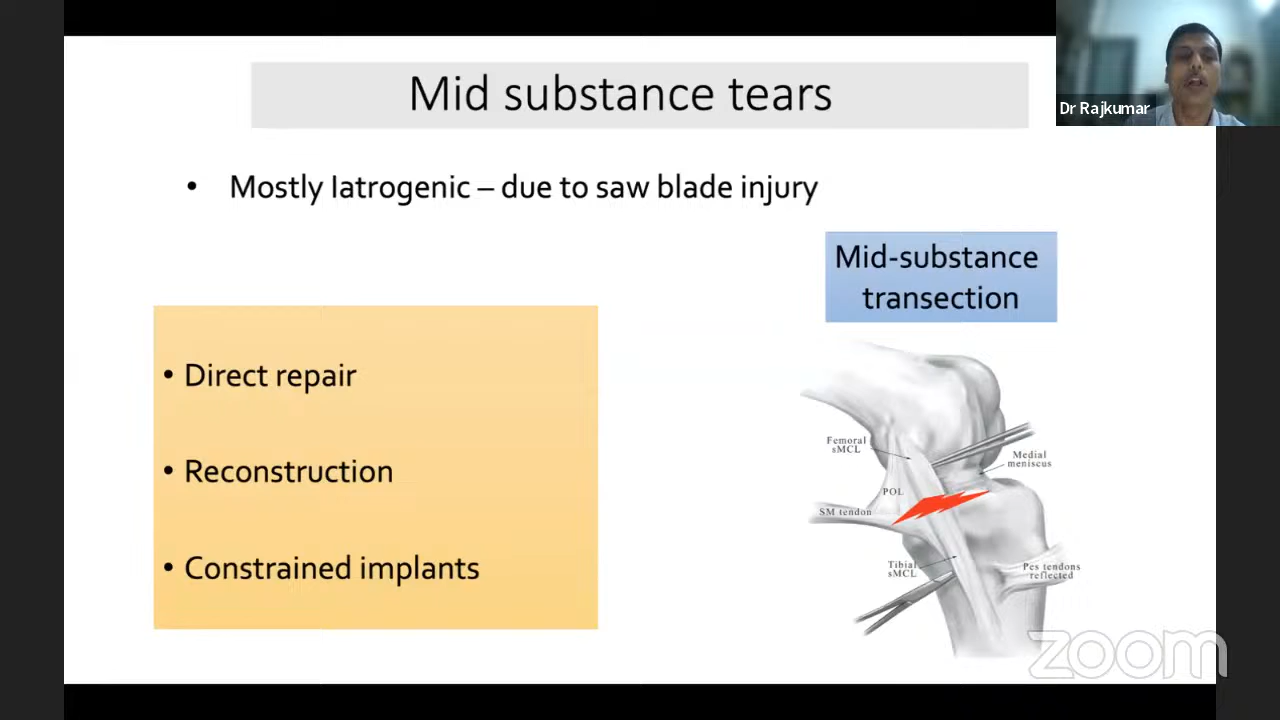 Mid substance tears
Dr Rajkumar
• Mostly Iatrogenic – due to saw blade injury
Mid-substance
transection
• Direct repair
• Reconstruction
• Constrained implants
Femoral
sMCL
Medial
meniscus
POL
SM tendon
Tibial
sMCL
Pes tendons
reflected
zoom